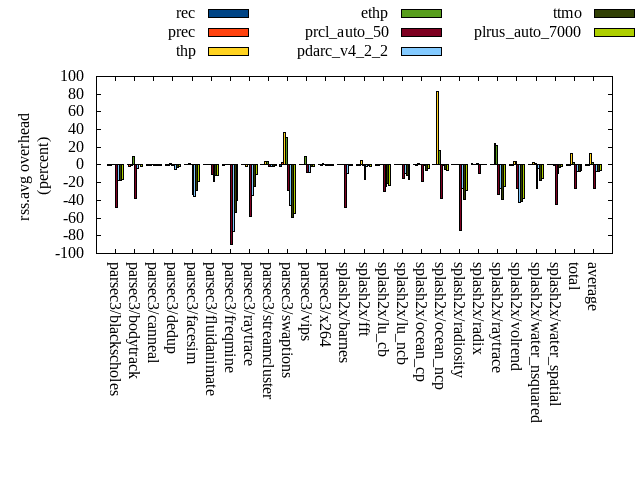 rec
prec
thp
ethp
prcl_auto_50
pdarc_v4_2_2
ttmo
plrus_auto_7000
rss.avg overhead
(percent)
100
80
60
40
20
0
-20
-40
-60
-80
-100
parsec3/blackscholes
parsec3/bodytrack
parsec3/canneal
parsec3/dedup
parsec3/facesim
parsec3/fluidanimate
parsec3/freqmine
parsec3/raytrace
parsec3/streamcluster
parsec3/swaptions
parsec3/vips
parsec3/x264
splash2x/barnes
splash2x/fft
splash2x/lu_cb
splash2x/lu_ncb
splash2x/ocean_cp
splash2x/ocean_ncp
splash2x/radiosity
splash2x/radix
splash2x/raytrace
splash2x/volrend
splash2x/water_nsquared
splash2x/water_spatial
total
average